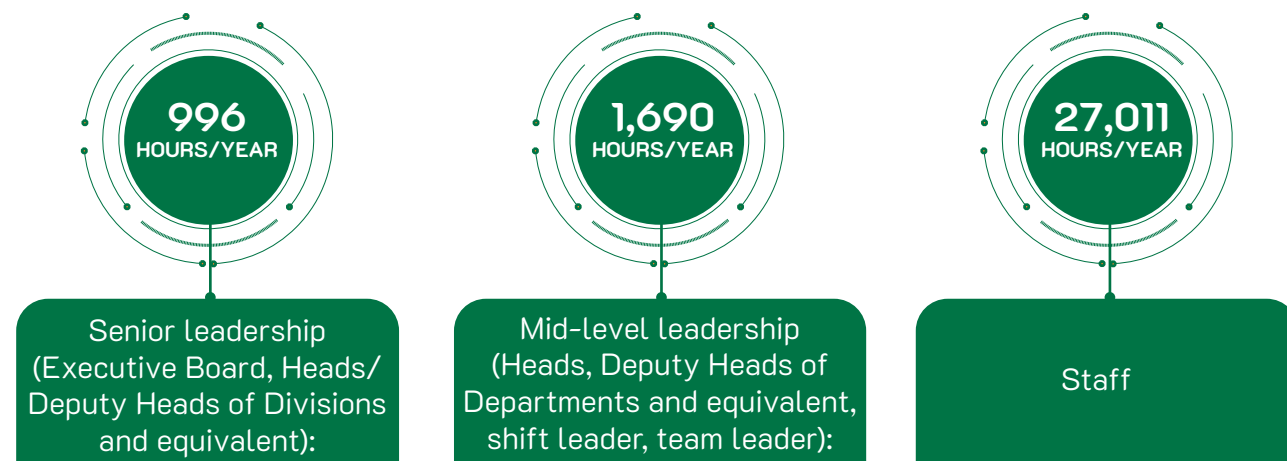 996
HOURS/YEAR
Senior leadership
(Executive Board, Heads/
Deputy Heads of Divisions
and equivalent):
1,690
HOURS/YEAR
Mid-level leadership
(Heads, Deputy Heads of
Departments and equivalent,
shift leader, team leader):
27,011
HOURS/YEAR
Staff